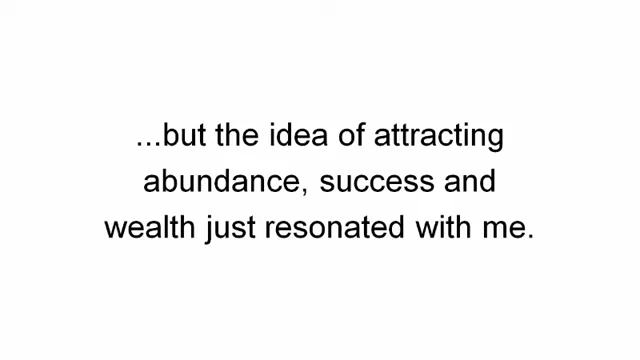 ...but the idea of attracting
abundance, success and
wealth just resonated with me.